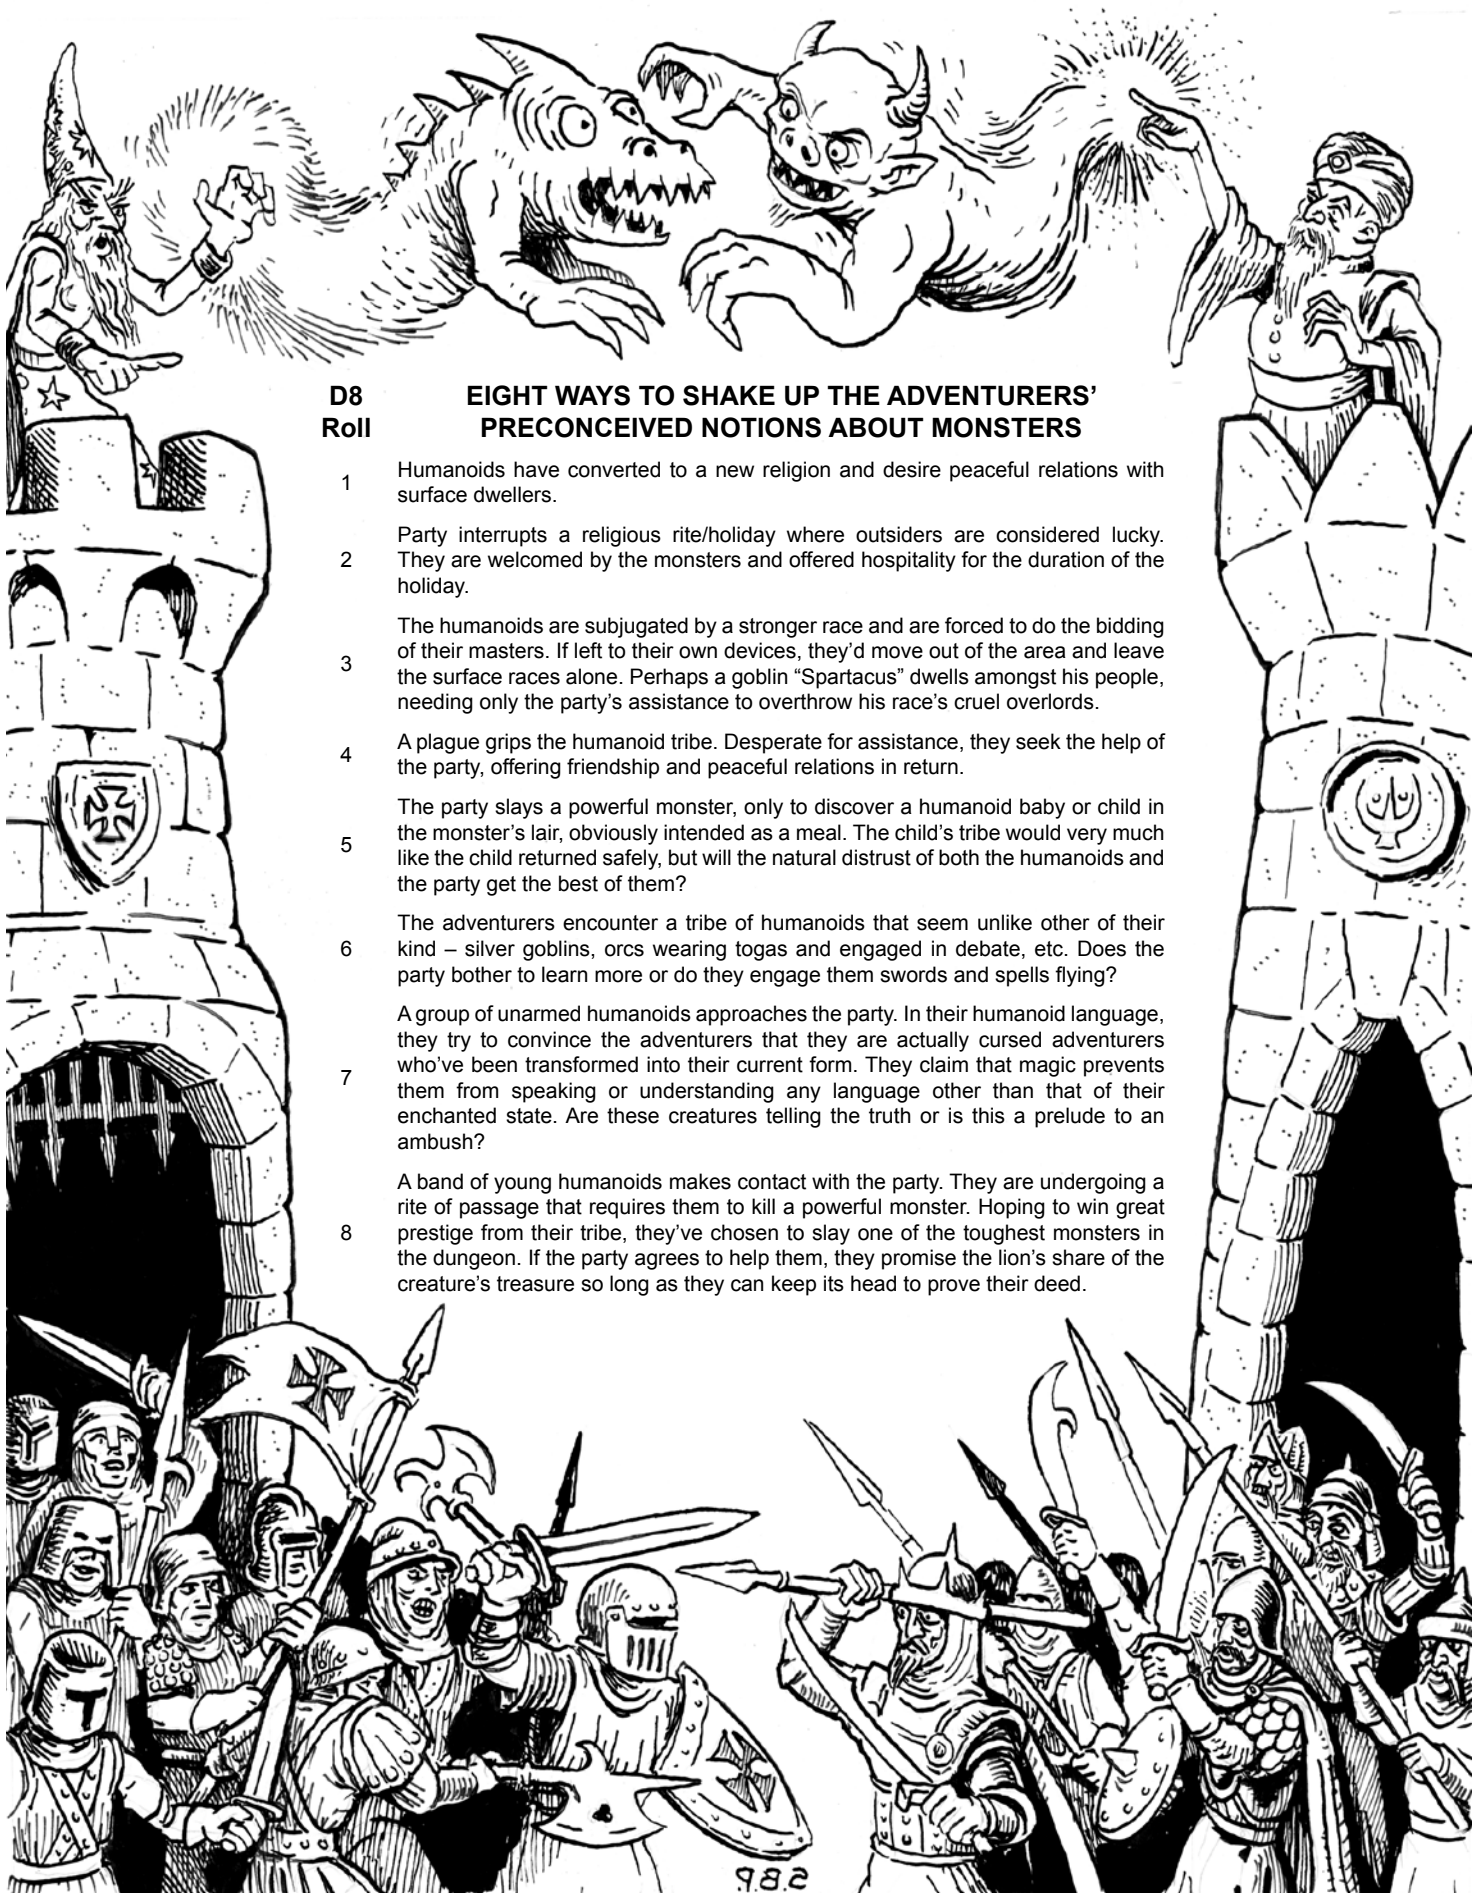 D8
Roll
EIGHT WAYS TO SHAKE UP THE ADVENTURERS’
PRECONCEIVED NOTIONS ABOUT MONSTERS
1
Humanoids have converted to a new religion and desire peaceful relations with
surface dwellers.
2
Party interrupts a religious rite/holiday where outsiders are considered lucky.
They are welcomed by the monsters and offered hospitality for the duration of the
holiday.
3
The humanoids are subjugated by a stronger race and are forced to do the bidding
of their masters. If left to their own devices, they’d move out of the area and leave
the surface races alone. Perhaps a goblin “Spartacus” dwells amongst his people,
needing only the party’s assistance to overthrow his race’s cruel overlords.
4
A plague grips the humanoid tribe. Desperate for assistance, they seek the help of
the party, offering friendship and peaceful relations in return.
5
The party slays a powerful monster, only to discover a humanoid baby or child in
the monster’s lair, obviously intended as a meal. The child’s tribe would very much
like the child returned safely, but will the natural distrust of both the humanoids and
the party get the best of them?
6
The adventurers encounter a tribe of humanoids that seem unlike other of their
kind – silver goblins, orcs wearing togas and engaged in debate, etc. Does the
party bother to learn more or do they engage them swords and spells flying?
7
A group of unarmed humanoids approaches the party. In their humanoid language,
they try to convince the adventurers that they are actually cursed adventurers
who’ve been transformed into their current form. They claim that magic prevents
them from speaking or understanding any language other than that of their
enchanted state. Are these creatures telling the truth or is this a prelude to an
ambush?
8
A band of young humanoids makes contact with the party. They are undergoing a
rite of passage that requires them to kill a powerful monster. Hoping to win great
prestige from their tribe, they’ve chosen to slay one of the toughest monsters in
the dungeon. If the party agrees to help them, they promise the lion’s share of the
creature’s treasure so long as they can keep its head to prove their deed.